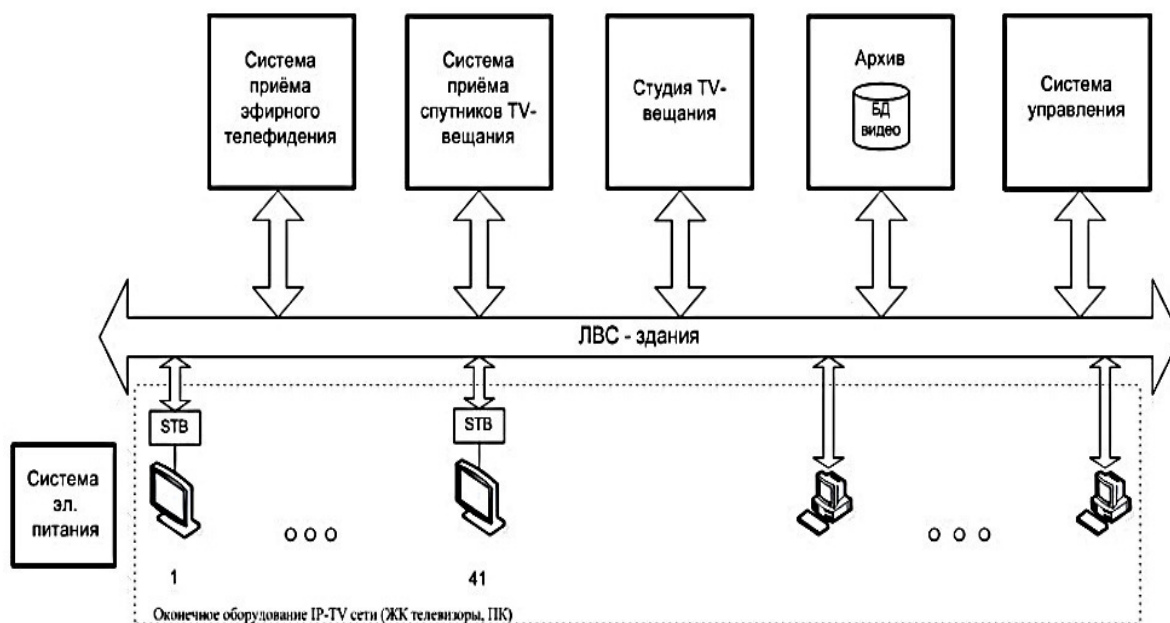 Система
приёма
эфирного
телефидения
Система
приёма
спутников TV-
вещания
Студия TV-
вещания
Архив
БД
видео
Система
управления
ЛВС - здания
STB
STB
Система
эл.
питания
1
41
Оконечное оборудование IP-TV сети (ЖК телевизоры, ПК)